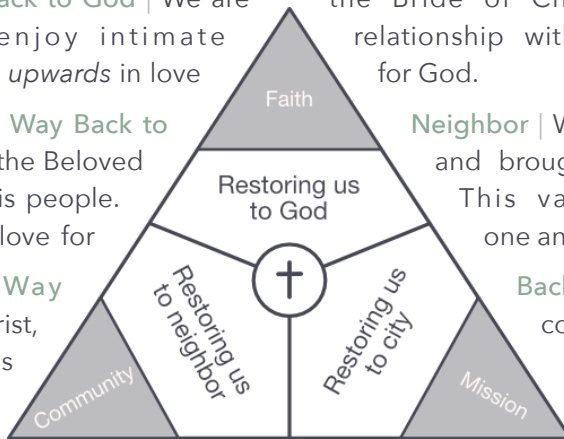 Back to God | We are the Bride of Ch
enjoy intimate relationship with
upwards in love for God.
Faith
Way Back to Neighbor | W
the Beloved and broug
is people. This va
love for one an
Restoring us
to God
Way Back
rist, co
s
Restoring us
to neighbor
Restoring us
to city
Community
Mission